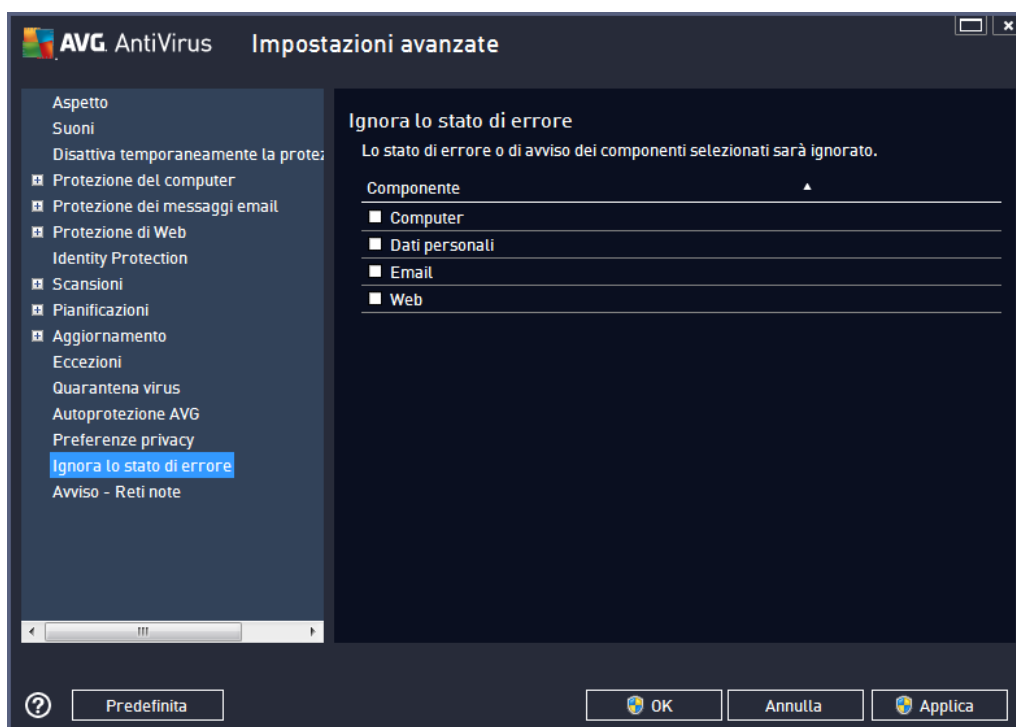 AVG. AntiVirus Impostazioni avanzate
Aspetto
Suoni
Disattiva temporaneamente la protez
Protezione del computer
Protezione dei messaggi email
Protezione di Web
Identity Protection
Scansioni
Pianificazioni
Aggiornamento
Eccezioni
Quarantena virus
Autoprotezione AVG
Preferenze privacy
Ignora lo stato di errore
Avviso - Reti note
Ignora lo stato di errore
Lo stato di errore o di avviso dei componenti selezionati sarà ignorato.
Componente
Computer
Dati personali
Email
Web
Predefinita
OK
Annulla
Applica